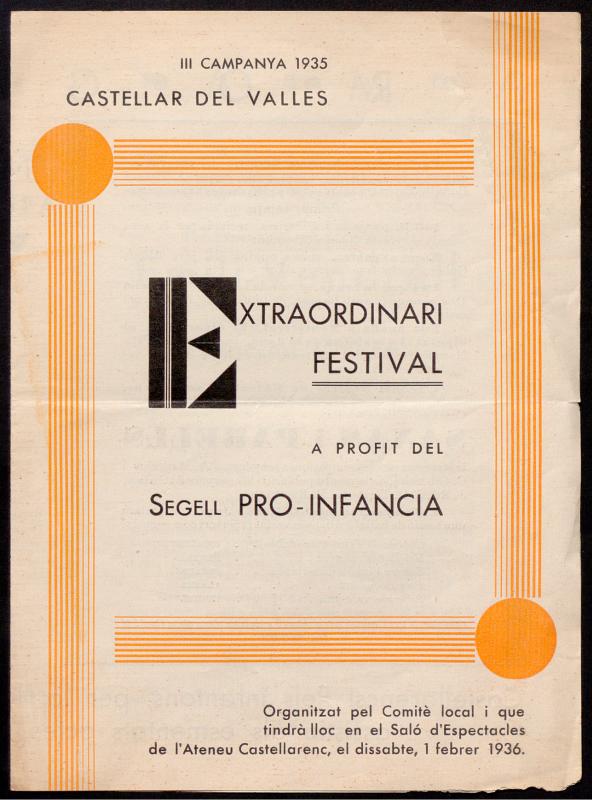 III CAMPANYA 1935
CASTELLAR DEL VALLES
EXTRAORDINARI
FESTIVAL
A PROFIT DEL
SEGELL PRO-INFANCIA
Organitzat pel Comitè local i que
tindrà lloc en el Saló d'Espectacles
de l'Ateneu Castellarenc, el dissabte, 1 febrer 1936.